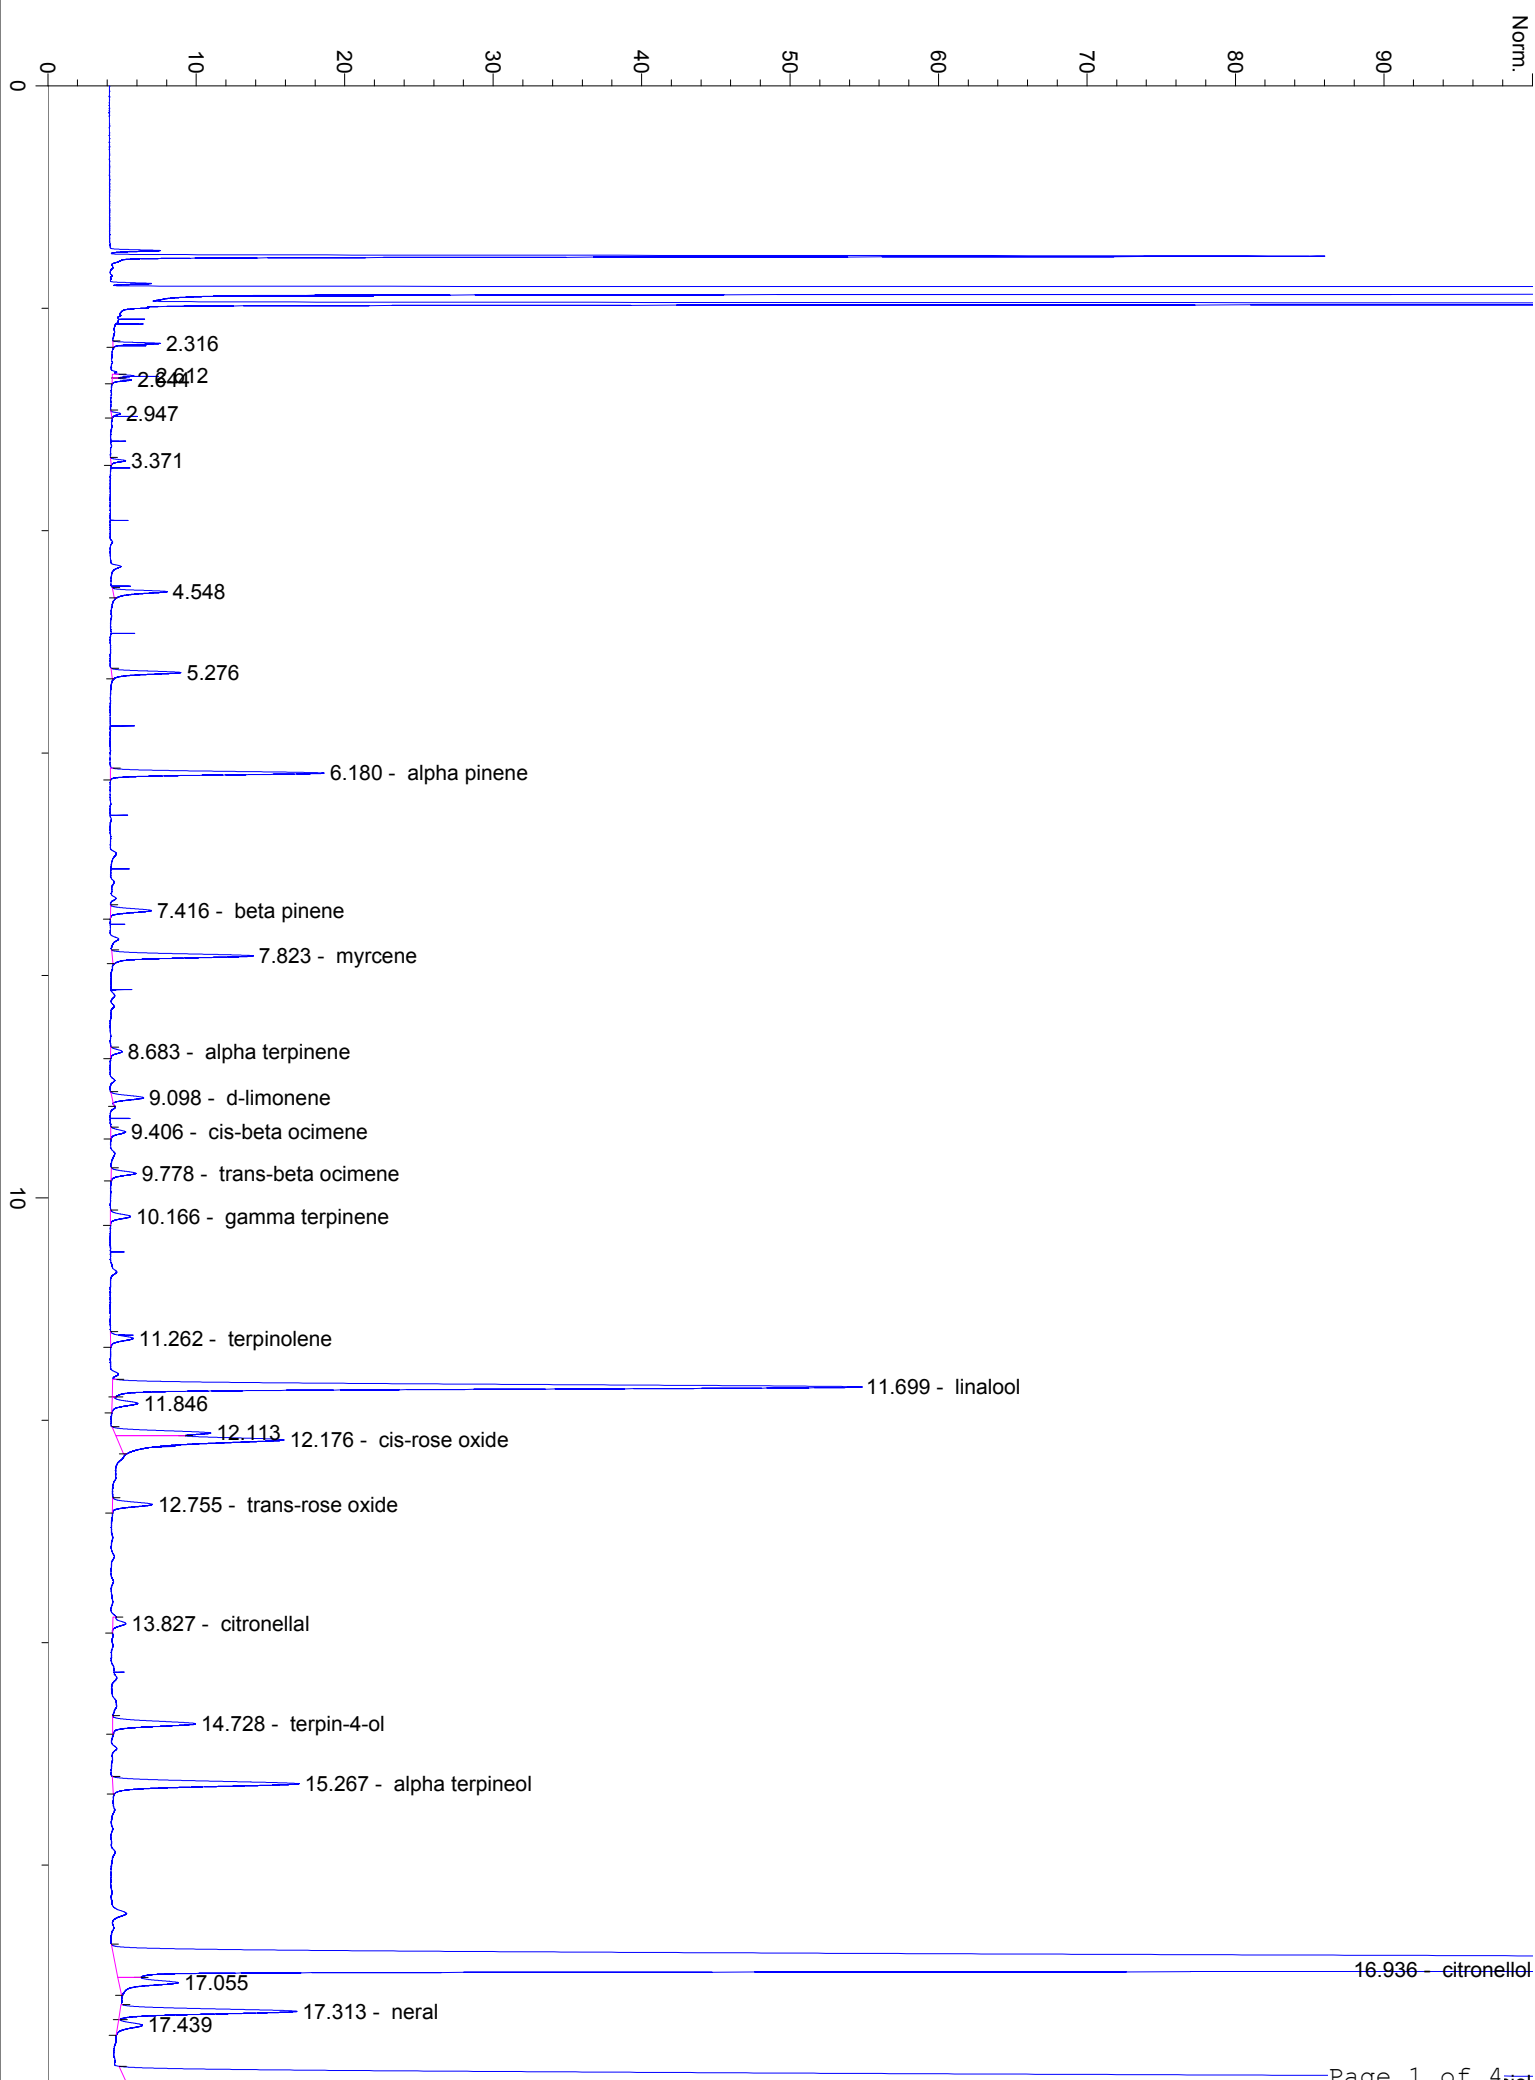 Norm.
0
10
20
30
40
50
60
70
80
90
0
2.316
2.612
2.644
2.947
3.371
4.548
5.276
6.180 - alpha pinene
7.416 - beta pinene
7.823 - myrcene
8.683 - alpha terpinene
9.098 - d-limonene
9.406 - cis-beta ocimene
9.778 - trans-beta ocimene
10
10.166 - gamma terpinene
11.262 - terpinolene
11.699 - linalool
11.846
12.113
12.176 - cis-rose oxide
12.755 - trans-rose oxide
13.827 - citronellal
14.728 - terpin-4-ol
15.267 - alpha terpineol
16.936 - citronellol
17.055
17.313 - neral
17.439
Page 1 of 4